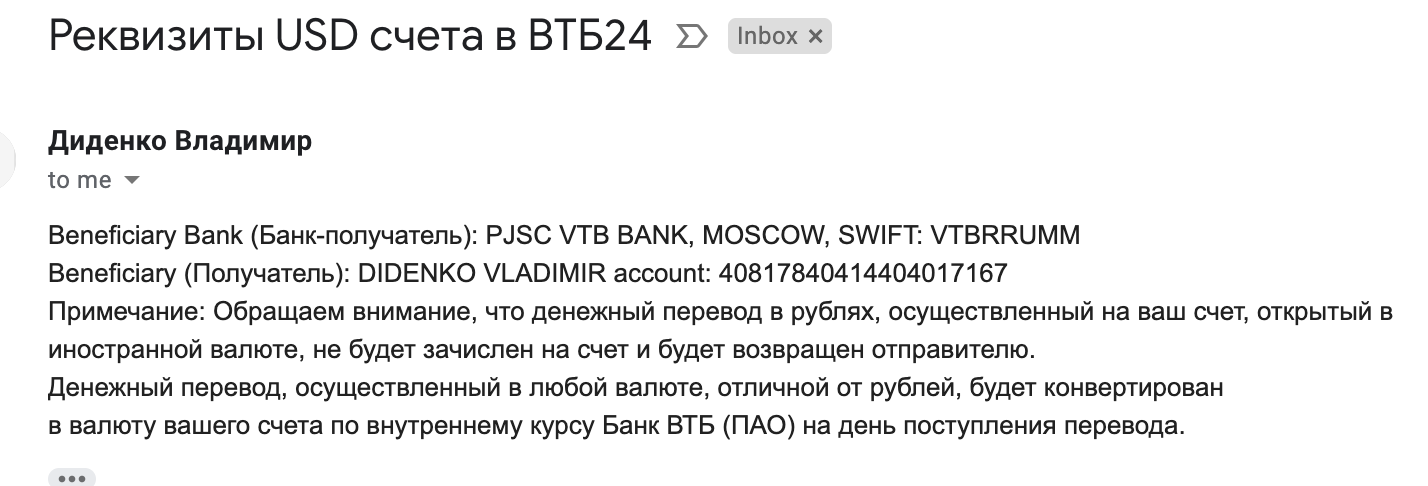 Реквизиты USD счета в ВТБ24
Inbox ×
Диденко Владимир
to me
Beneficiary Bank (Банк-получатель): PJSC VTB BANK, MOSCOW, SWIFT: VTBRRUMM
Beneficiary (Получатель): DIDENKO VLADIMIR account: 40817840414404017167
Примечание: Обращаем внимание, что денежный перевод в рублях, осуществленный на ваш счет, открытый в
иностранной валюте, не будет зачислен на счет и будет возвращен отправителю.
Денежный перевод, осуществленный в любой валюте, отличной от рублей, будет конвертирован
в валюту вашего счета по внутреннему курсу Банк ВТБ (ПАО) на день поступления перевода.